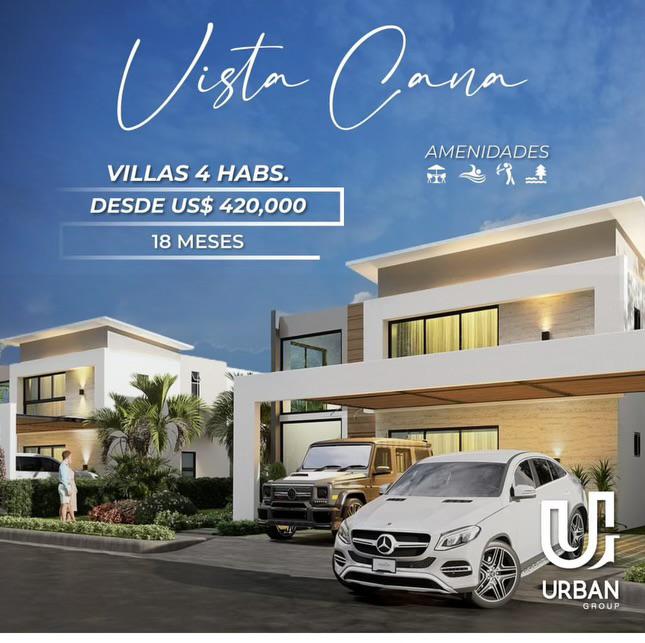 Vista Cana
AMENIDADES
VILLAS 4 HABS.
DESDE US$ 420,000
18 MESES
URBAN
GROUP